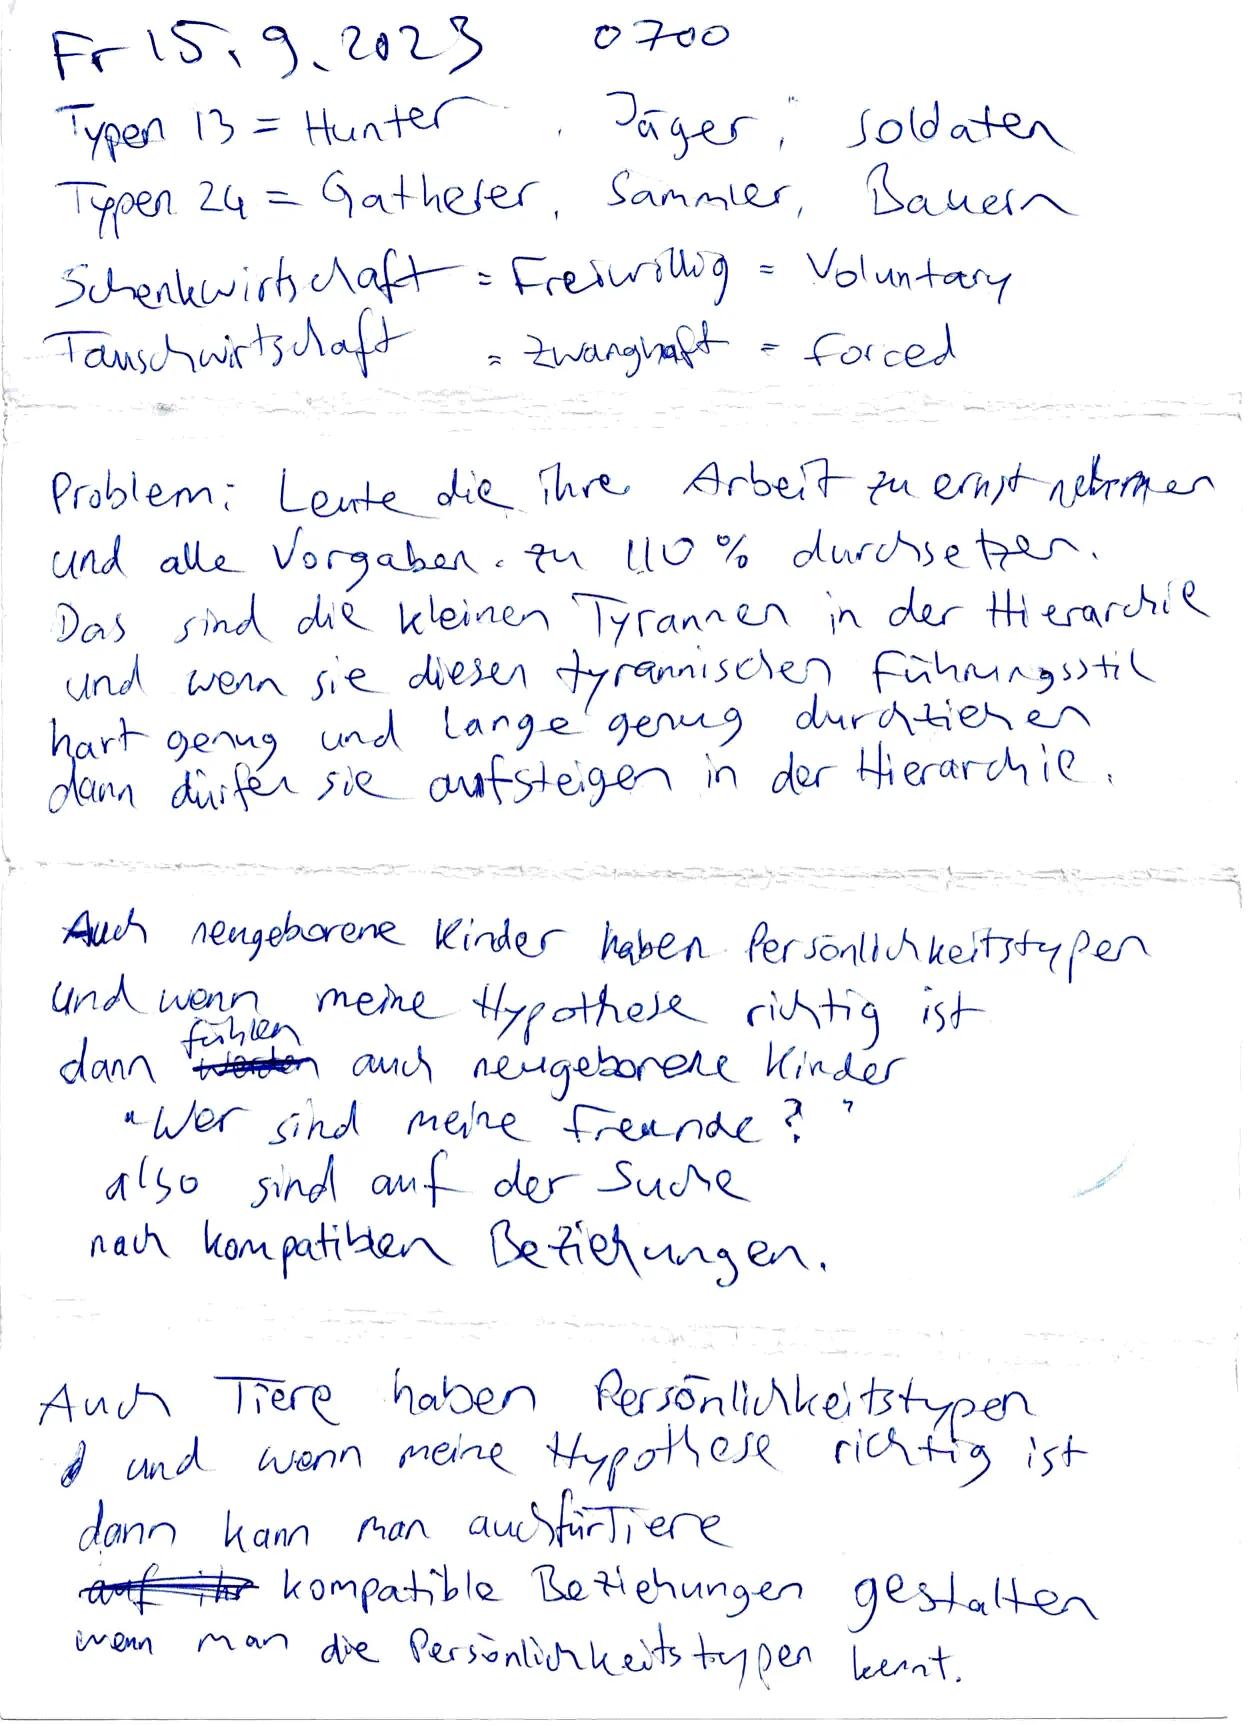 Fr 15.9.2023 0700
Typen 13 = Hunter, Jäger, Soldaten
Typen 24 = Gatherer, Sammler, Bauern
Schenkwirtschaft = Freiwillig = Voluntary
Tauschwirtschaft = zwanghaft = forced
Problem: Leute die ihre Arbeit zu ernst nehmen
und alle Vorgaben zu 110% durchsetzen.
Das sind die kleinen Tyrannen in der Hierarchie
und wenn sie diesen tyrannischen Führungsstil
hart genug und lange genug durchziehen
dann dürfen sie aufsteigen in der Hierarchie.
Auch neugeborene Kinder haben Persönlichkeitstypen
und wenn meine Hypothese richtig ist
dann fühlen auch neugeborene Kinder
"Wer sind meine Freunde?"
also sind auf der Suche
nach kompatiblen Beziehungen.
Auch Tiere haben Persönlichkeitstypen
und wenn meine Hypothese richtig ist
dann kann man auch für Tiere
kompatible Beziehungen gestalten
wenn man die Persönlichkeitstypen kennt.